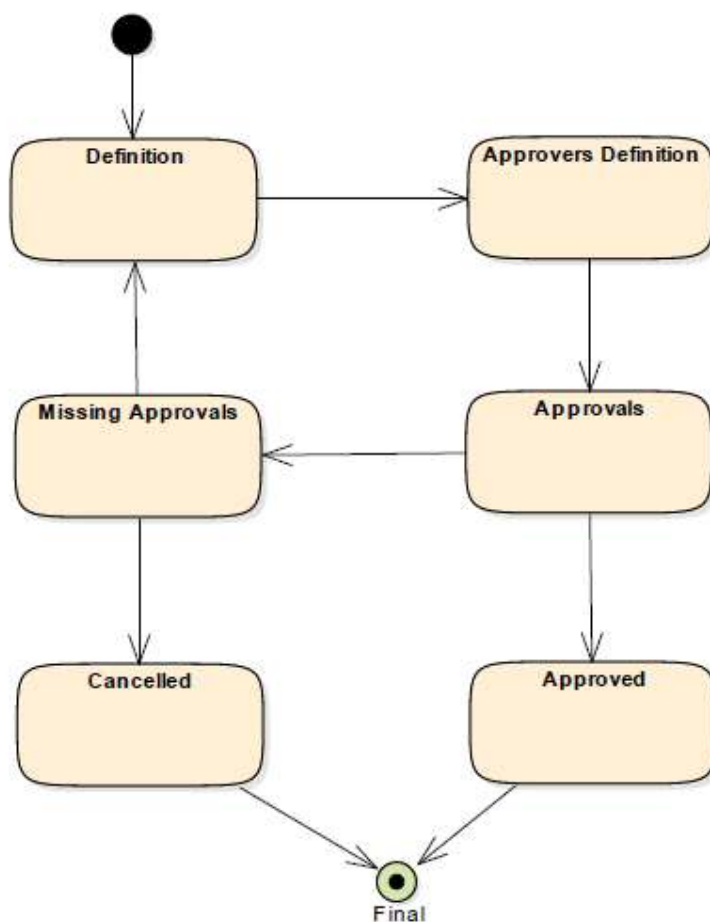 Definition
Approvers Definition
Missing Approvals
Approvals
Cancelled
Approved
Final